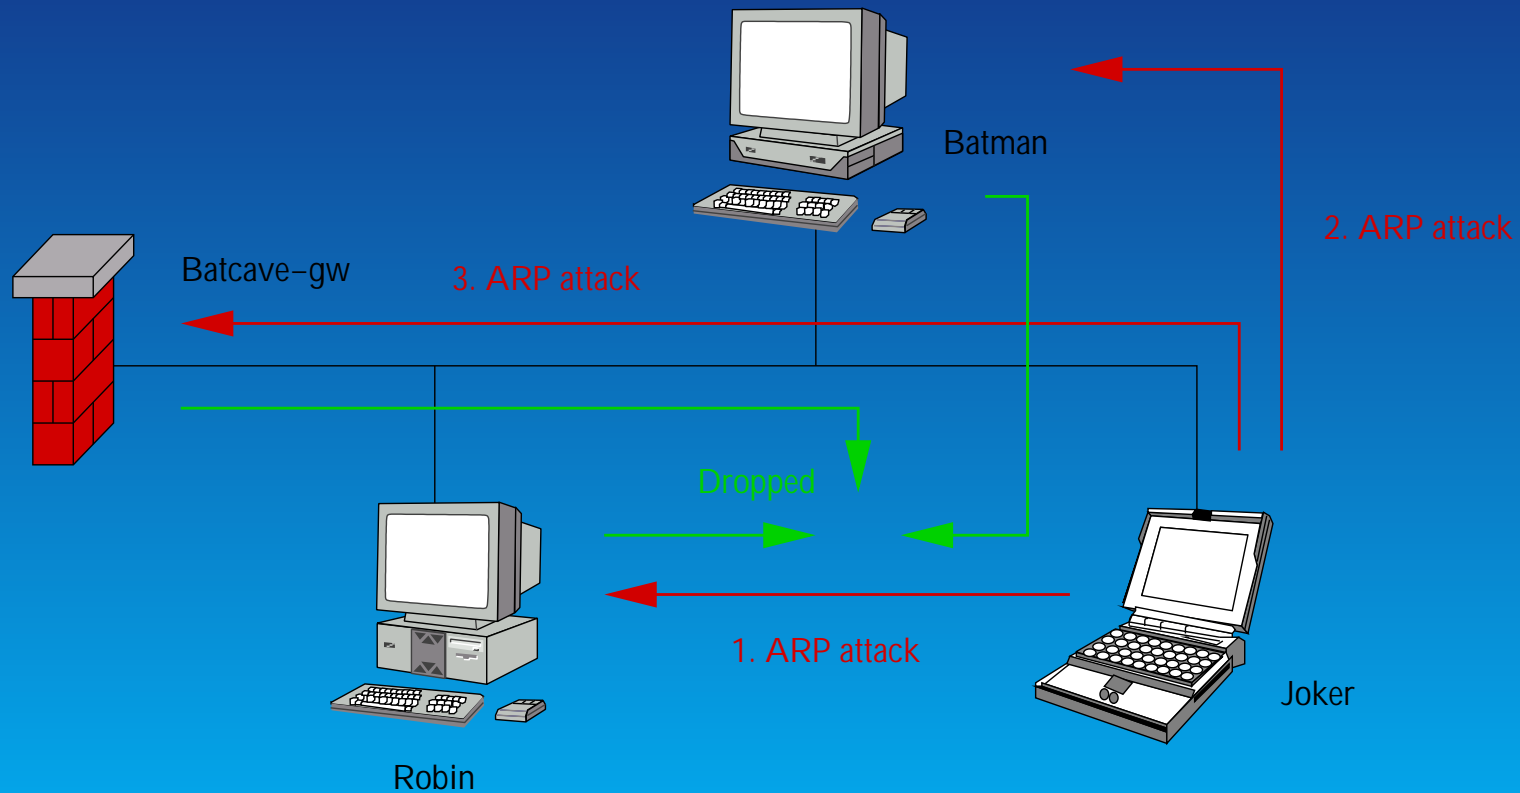 Batman
2. ARP attack
Batcave–gw
3. ARP attack
Dropped
1. ARP attack
Joker
Robin